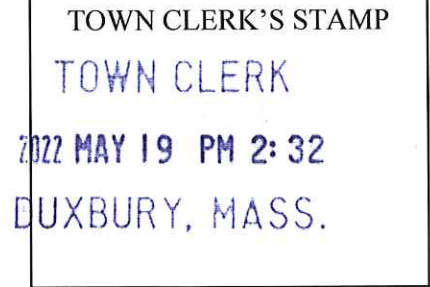 TOWN CLERK'S STAMP
TOWN CLERK
2022 MAY 19 PM 2:32
DUXBURY, MASS.